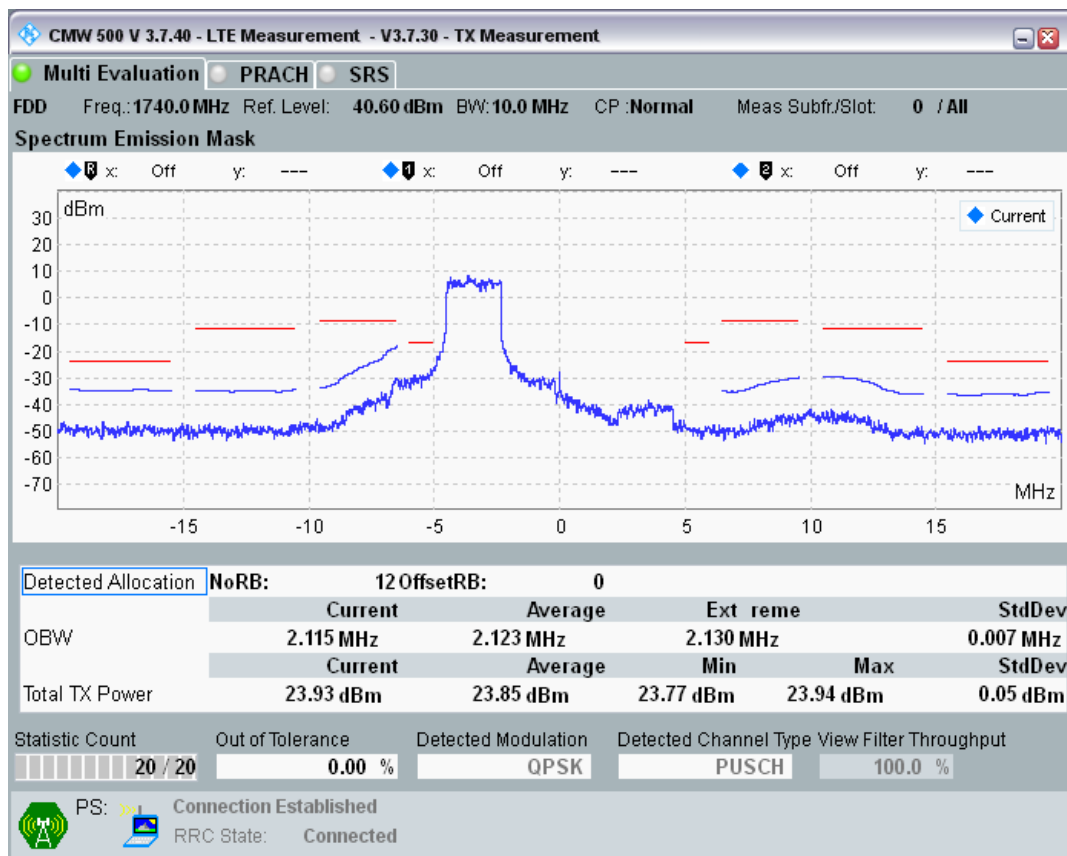 CMW 500 V 3.7.40 - LTE Measurement - V3.7.30 - TX Measurement
Multi Evaluation PRACH SRS
FDD Freq.: 1740.0 MHz Ref. Level: 40.60 dBm BW: 10.0 MHz CP : Normal Meas Subfr./Slot: 0 / All
Spectrum Emission Mask
R x: Off y: --- 1 x: Off y: --- 2 x: Off y: ---
dBm
Current
30
20
10
0
-10
-20
-30
-40
-50
-60
-70
MHz
-15 -10 -5 0 5 10 15
Detected Allocation NoRB: 12 OffsetRB: 0
Current Average Ext reme StdDev
OBW 2.115 MHz 2.123 MHz 2.130 MHz 0.007 MHz
Current Average Min Max StdDev
Total TX Power 23.93 dBm 23.85 dBm 23.77 dBm 23.94 dBm 0.05 dBm
Statistic Count Out of Tolerance Detected Modulation Detected Channel Type View Filter Throughput
20 / 20 0.00 % QPSK PUSCH 100.0 %
PS: Connection Established
RRC State: Connected